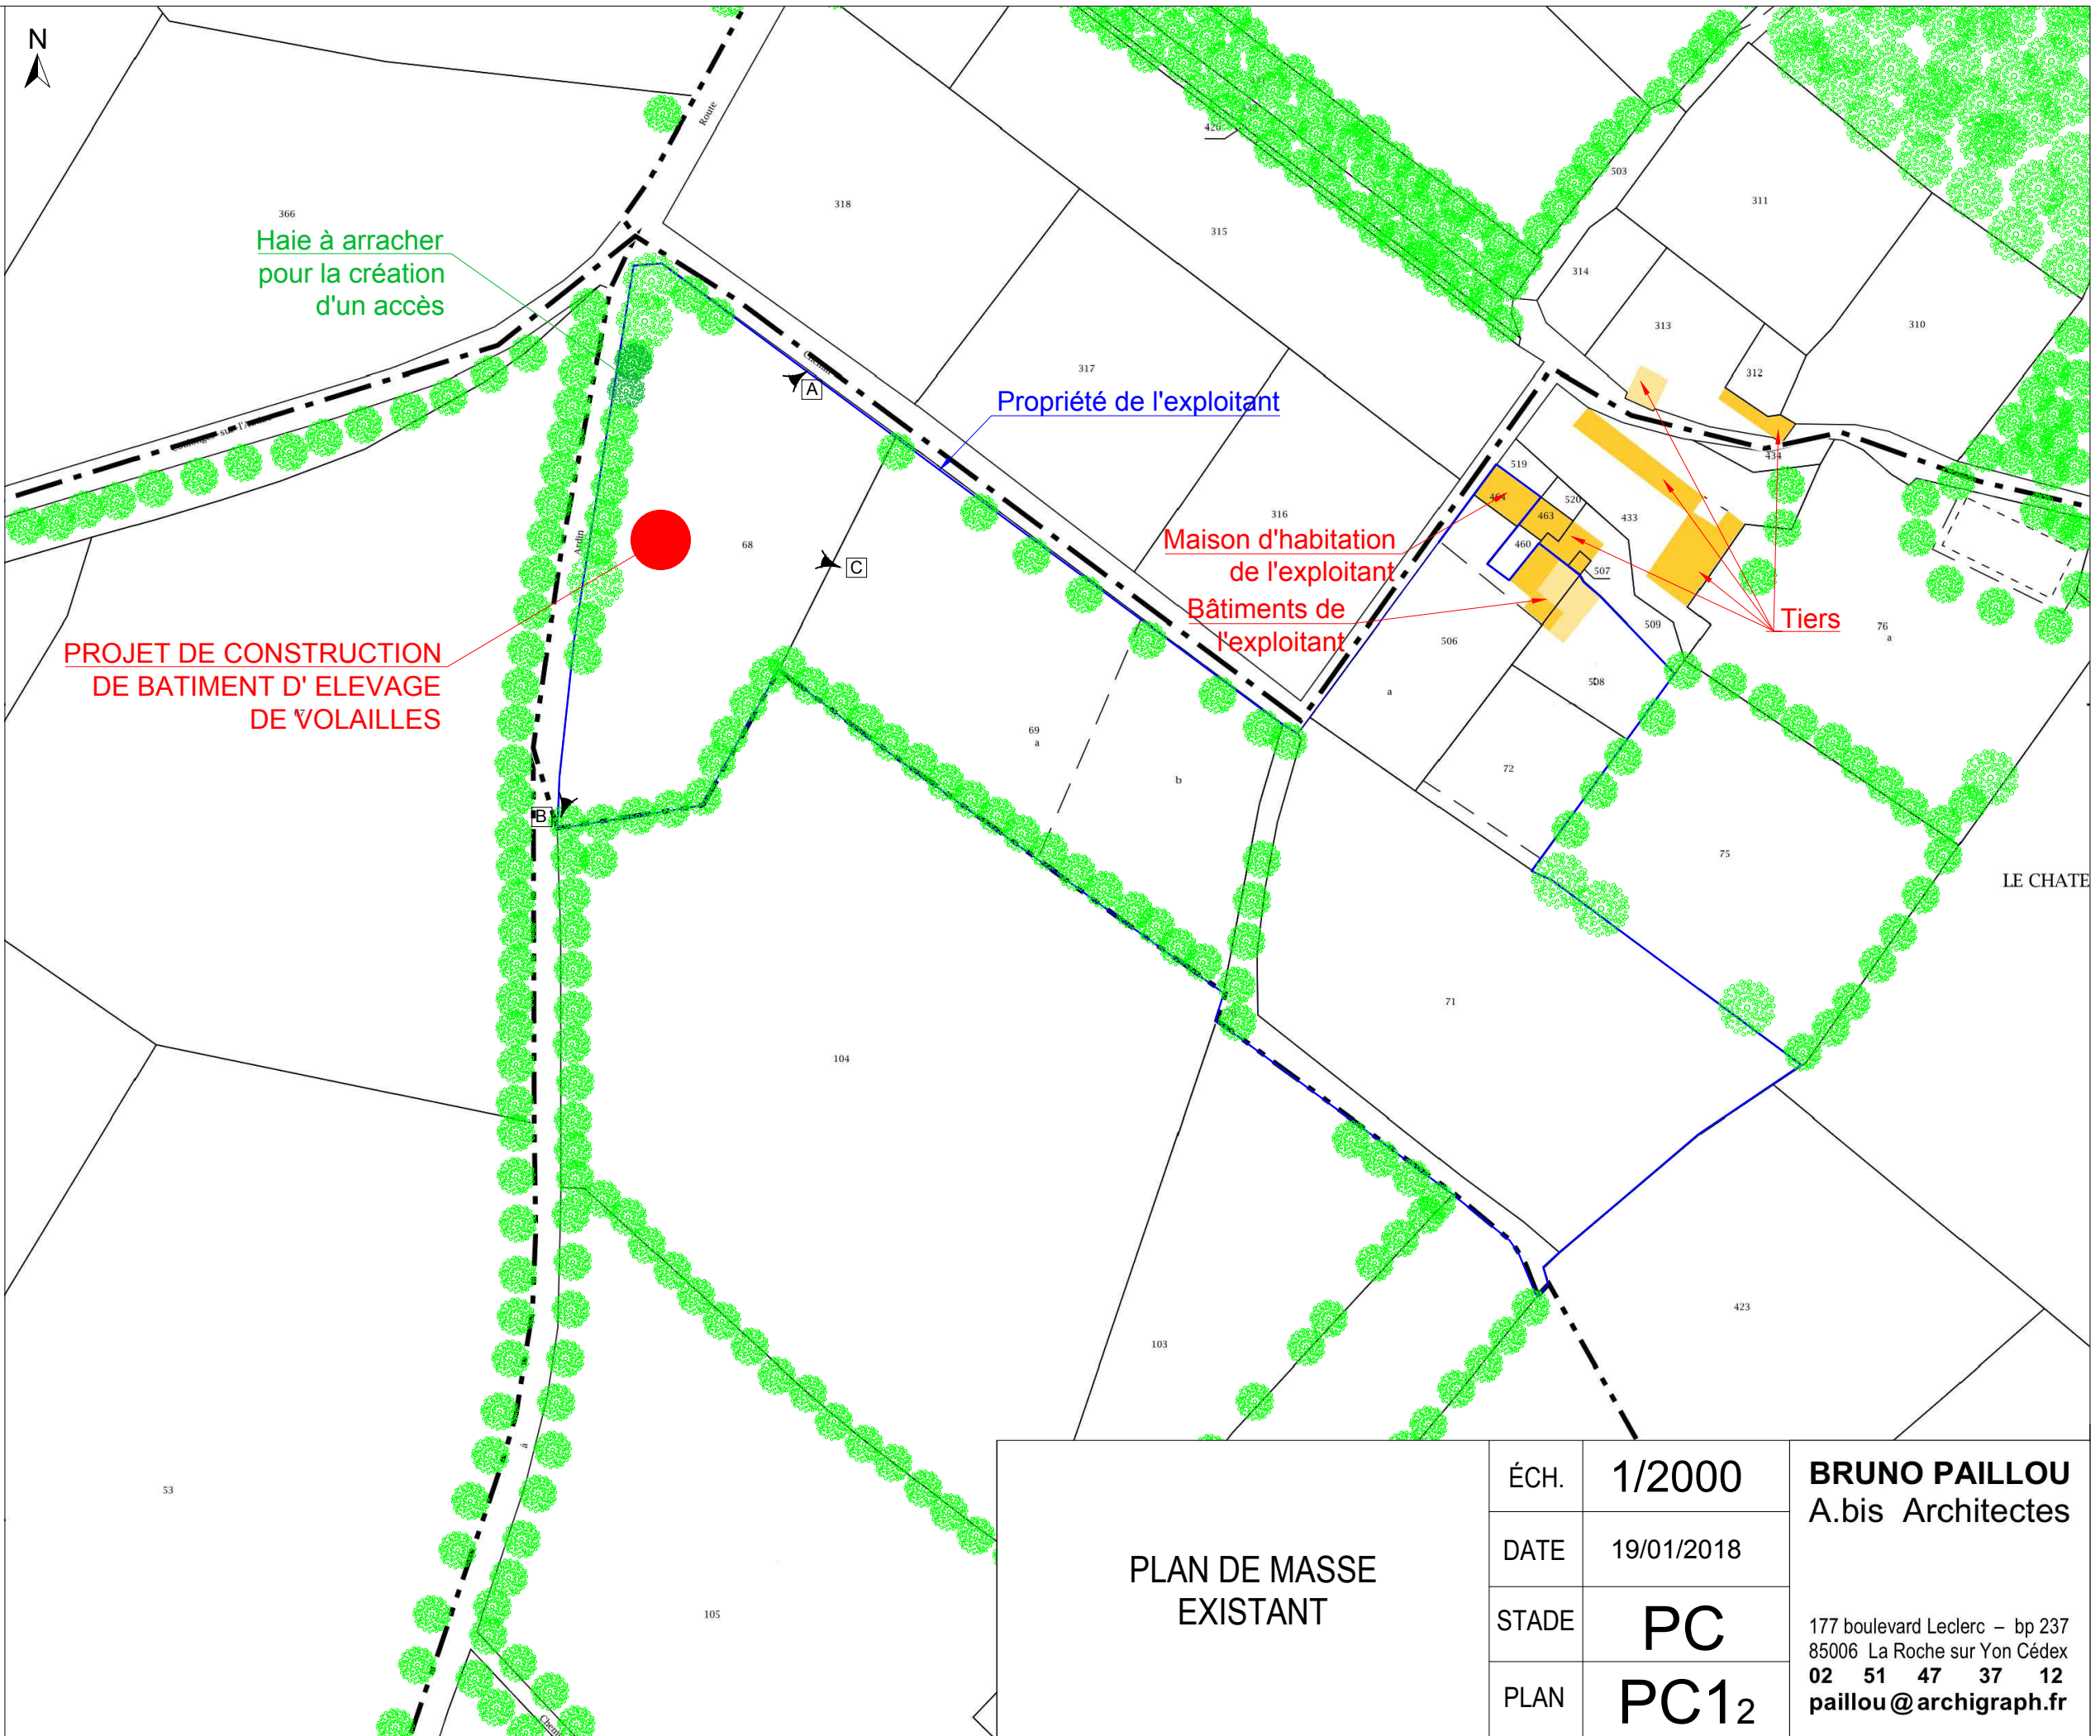 N
Route
420
503
311
318
366
315
Haie à arracher
pour la création
d'un accès
314
313
310
312
317
Chemin
A
Propriété de l'exploitant
434
519
464
520
463
433
316
460
Maison d'habitation
de l'exploitant
507
Ardin
68
C
Bâtiments de
l'exploitant
Tiers
509
76
a
506
508
a
PROJET DE CONSTRUCTION
DE BATIMENT D' ELEVAGE
DE VOLAILLES
67
69
a
b
72
B
75
LE CHATE
71
104
423
103
à
53
105
Chemin
PLAN DE MASSE
EXISTANT
ÉCH. 1/2000
DATE 19/01/2018
STADE PC
PLAN PC12
BRUNO PAILLOU
A.bis Architectes
177 boulevard Leclerc – bp 237
85006 La Roche sur Yon Cédex
02 51 47 37 12
paillou@archigraph.fr